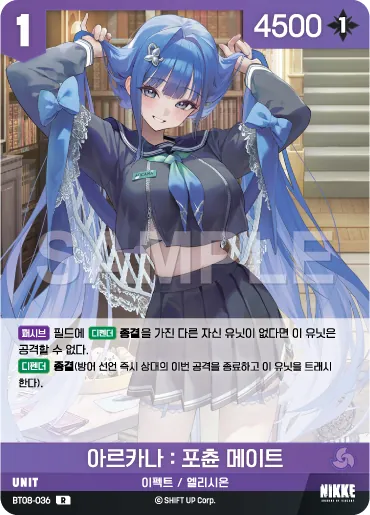 1
4500 1
SAMPLE
패시브 필드에 디펜더 종결을 가진 다른 자신 유닛이 없다면 이 유닛은
공격할 수 없다.
디펜더 종결(방어 선언 즉시 상대의 이번 공격을 종료하고 이 유닛을 트래시
한다).
아르카나 : 포츈 메이트
UNIT
이펙트 / 엘리시온
BT08-036 R
© SHIFT UP Corp.
NIKKE